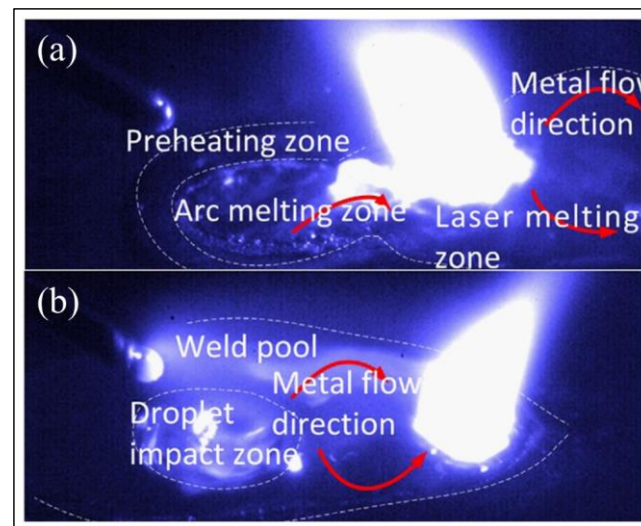 (a)
Metal flow
direction
Preheating zone
Arc melting zone
Laser melting
zone
(b)
Weld pool
Metal flow
direction
Droplet
impact zone